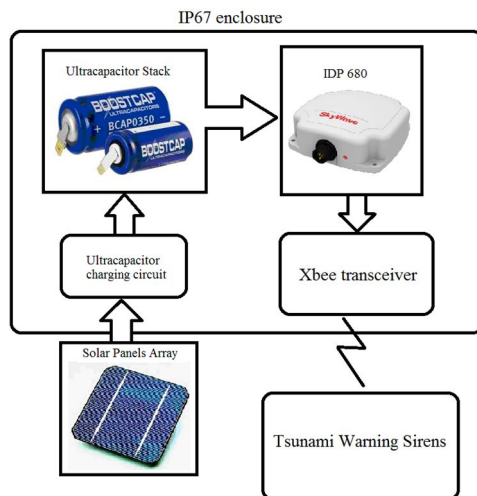 IP67 enclosure
Ultracapacitor Stack
BOOSTCAP
ULTRACAPACITORS
+ BCAP0350 -
BOOSTCAP
ULTRACAPACITORS
IDP 680
SkyWave
Ultracapacitor
charging circuit
Xbee transceiver
Solar Panels Array
Tsunami Warning Sirens